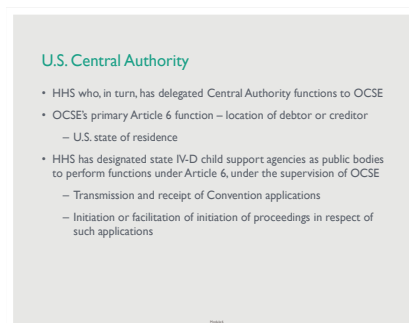 U.S. Central Authority
• HHS who, in turn, has delegated Central Authority functions to OCSE
• OCSE's primary Article 6 function – location of debtor or creditor
– U.S. state of residence
• HHS has designated state IV-D child support agencies as public bodies
to perform functions under Article 6, under the supervision of OCSE
– Transmission and receipt of Convention applications
– Initiation or facilitation of initiation of proceedings in respect of
such applications